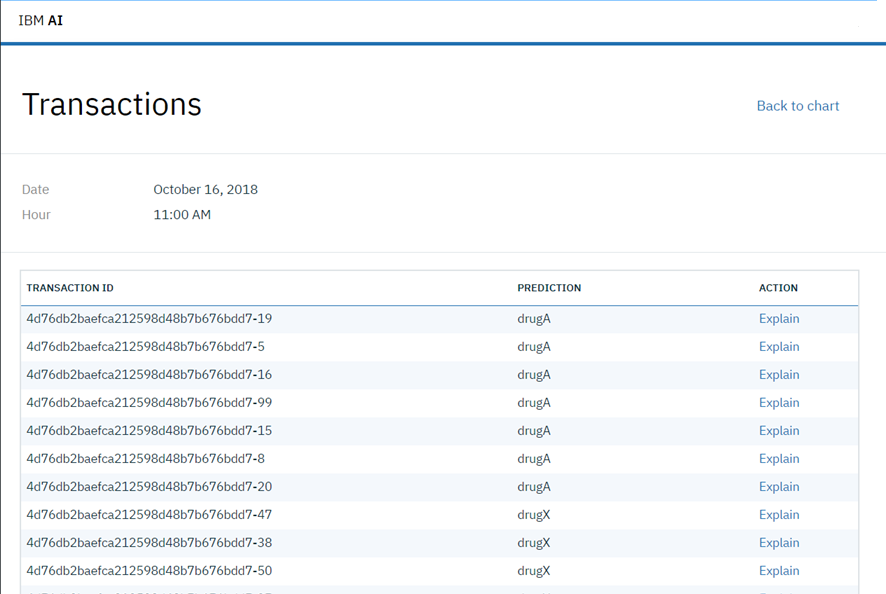 IBM AI
Transactions
Back to chart
Date October 16, 2018
Hour 11:00 AM
TRANSACTION ID PREDICTION ACTION
4d76db2baefca212598d48b7b676bdd7-19 drugA Explain
4d76db2baefca212598d48b7b676bdd7-5 drugA Explain
4d76db2baefca212598d48b7b676bdd7-16 drugA Explain
4d76db2baefca212598d48b7b676bdd7-99 drugA Explain
4d76db2baefca212598d48b7b676bdd7-15 drugA Explain
4d76db2baefca212598d48b7b676bdd7-8 drugA Explain
4d76db2baefca212598d48b7b676bdd7-20 drugA Explain
4d76db2baefca212598d48b7b676bdd7-47 drugX Explain
4d76db2baefca212598d48b7b676bdd7-38 drugX Explain
4d76db2baefca212598d48b7b676bdd7-50 drugX Explain